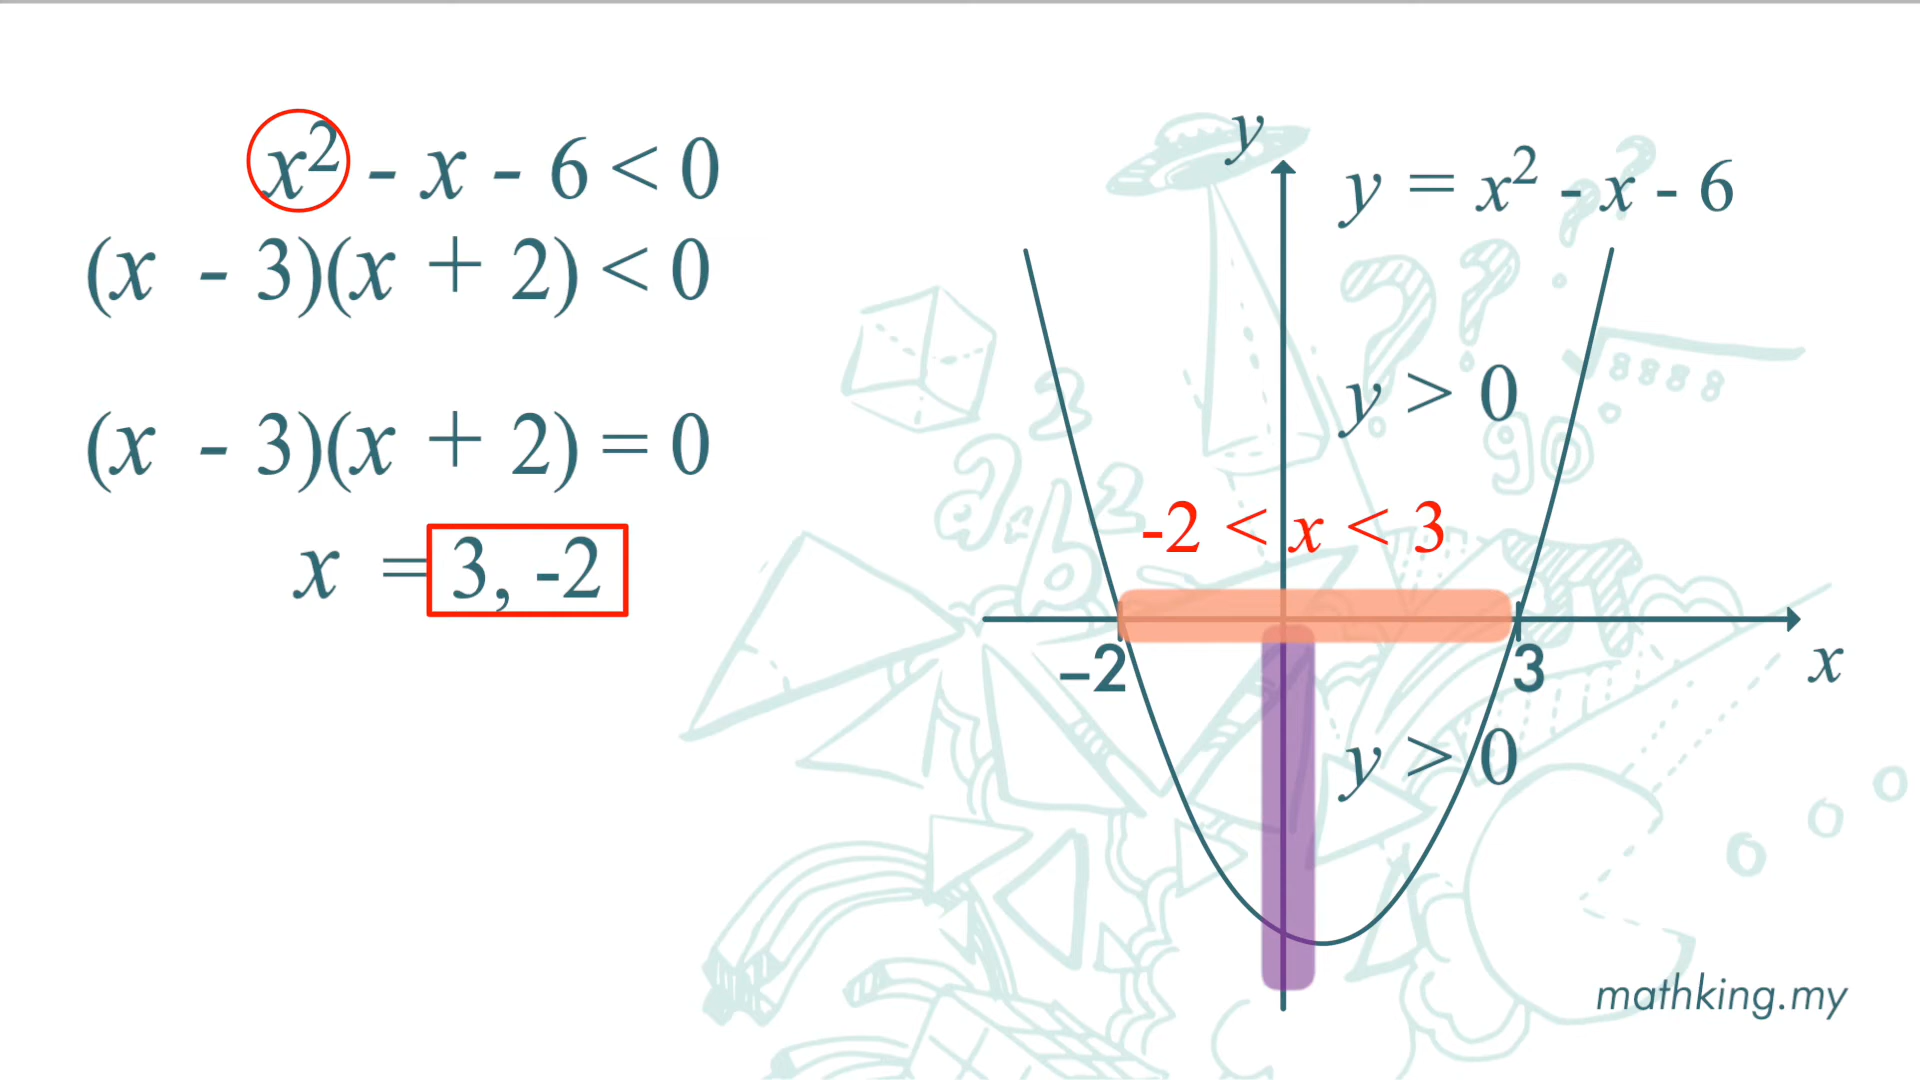 x² - x - 6 < 0
(x - 3)(x + 2) < 0
(x - 3)(x + 2) = 0
x = 3, -2
y
y = x² - x - 6
y > 0
-2 < x < 3
–2
3
x
y > 0
mathking.my